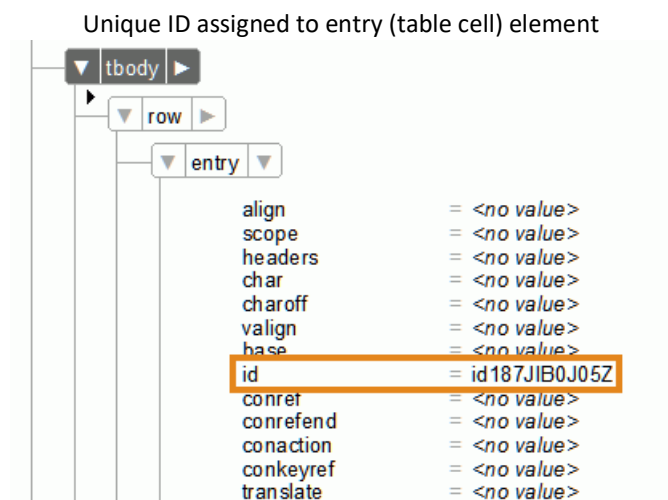 Unique ID assigned to entry (table cell) element
tbody
row
entry
align = <no value>
scope = <no value>
headers = <no value>
char = <no value>
charoff = <no value>
valign = <no value>
base = <no value>
id = id187JIB0J05Z
conref = <no value>
conrefend = <no value>
conaction = <no value>
conkeyref = <no value>
translate = <no value>